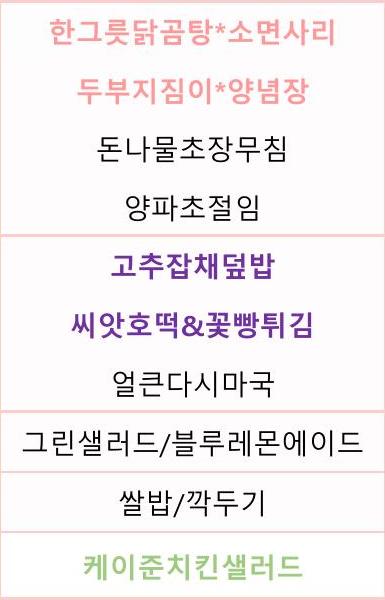 한그릇닭곰탕*소면사리
두부지짐이*양념장
돈나물초장무침
양파초절임
고추잡채덮밥
씨앗호떡&꽃빵튀김
얼큰다시마국
그린샐러드/블루레몬에이드
쌀밥/깍두기
케이준치킨샐러드